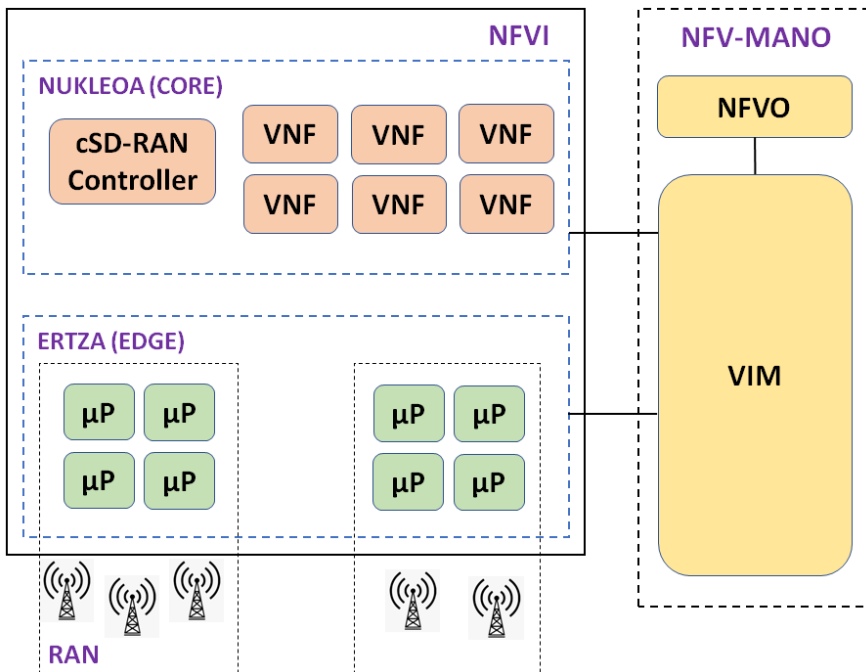 NFVI
NUKLEOA (CORE)
cSD-RAN
Controller
VNF VNF VNF
VNF VNF VNF
ERTZA (EDGE)
µP µP
µP µP
µP µP
µP µP
RAN
NFV-MANO
NFVO
VIM